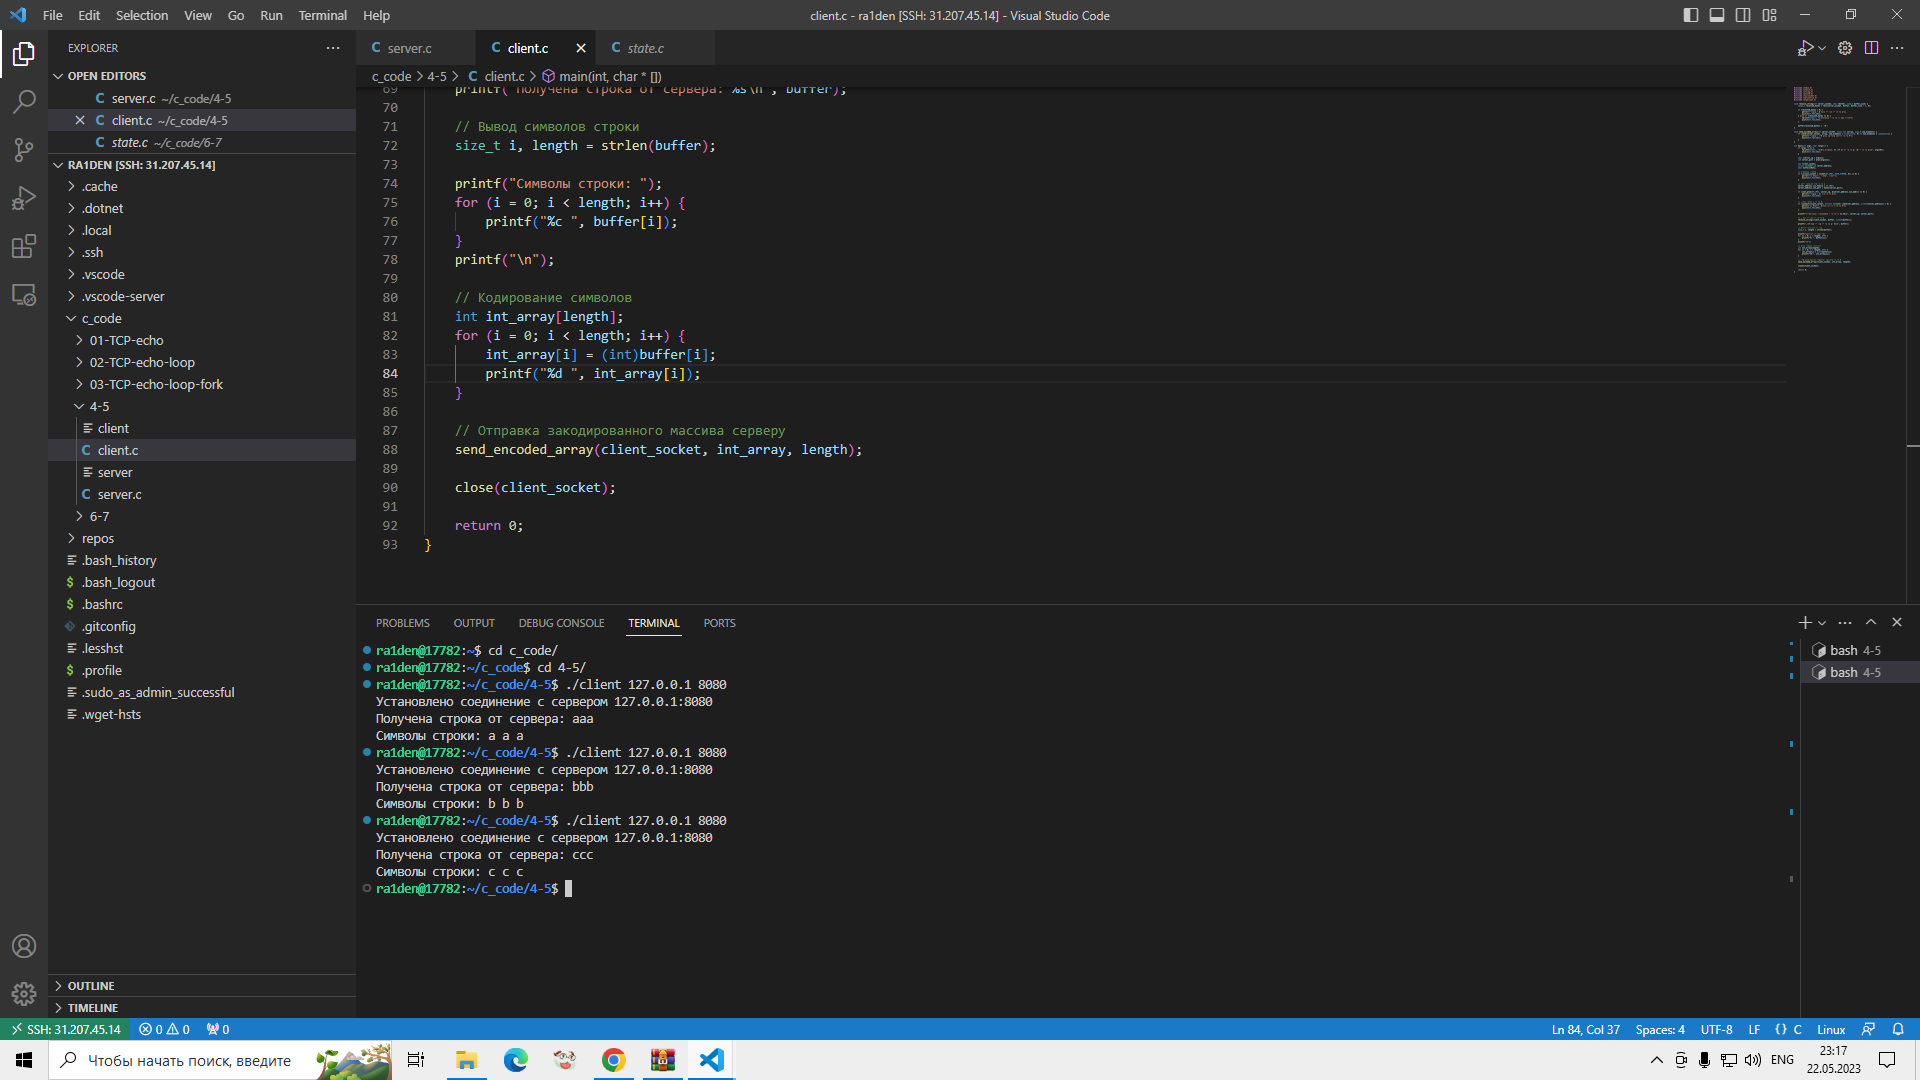 File Edit Selection View Go Run Terminal Help
client.c - ra1den [SSH: 31.207.45.14] - Visual Studio Code
EXPLORER
OPEN EDITORS
server.c ~/c_code/4-5
client.c ~/c_code/4-5
state.c ~/c_code/6-7
RA1DEN [SSH: 31.207.45.14]
.cache
.dotnet
.local
.ssh
.vscode
.vscode-server
c_code
01-TCP-echo
02-TCP-echo-loop
03-TCP-echo-loop-fork
4-5
client
client.c
server
server.c
6-7
repos
.bash_history
.bash_logout
.bashrc
.gitconfig
.lesshst
.profile
.sudo_as_admin_successful
.wget-hsts
OUTLINE
TIMELINE
server.c client.c state.c
c_code > 4-5 > C client.c > main(int, char * [])
69 printf("Получена строка от сервера: %s\n", buffer);
70
71 // Вывод символов строки
72 size_t i, length = strlen(buffer);
73
74 printf("Символы строки: ");
75 for (i = 0; i < length; i++) {
76 printf("%c ", buffer[i]);
77 }
78 printf("\n");
79
80 // Кодирование символов
81 int int_array[length];
82 for (i = 0; i < length; i++) {
83 int_array[i] = (int)buffer[i];
84 printf("%d ", int_array[i]);
85 }
86
87 // Отправка закодированного массива серверу
88 send_encoded_array(client_socket, int_array, length);
89
90 close(client_socket);
91
92 return 0;
93 }
PROBLEMS OUTPUT DEBUG CONSOLE TERMINAL PORTS
ra1den@17782:~$ cd c_code/
ra1den@17782:~/c_code$ cd 4-5/
ra1den@17782:~/c_code/4-5$ ./client 127.0.0.1 8080
Установлено соединение с сервером 127.0.0.1:8080
Получена строка от сервера: aaa
Символы строки: a a a
ra1den@17782:~/c_code/4-5$ ./client 127.0.0.1 8080
Установлено соединение с сервером 127.0.0.1:8080
Получена строка от сервера: bbb
Символы строки: b b b
ra1den@17782:~/c_code/4-5$ ./client 127.0.0.1 8080
Установлено соединение с сервером 127.0.0.1:8080
Получена строка от сервера: ccc
Символы строки: c c c
ra1den@17782:~/c_code/4-5$
bash 4-5
bash 4-5
SSH: 31.207.45.14 0 0 0
Ln 84, Col 37 Spaces: 4 UTF-8 LF {} C Linux
Чтобы начать поиск, введите
ENG
23:17
22.05.2023